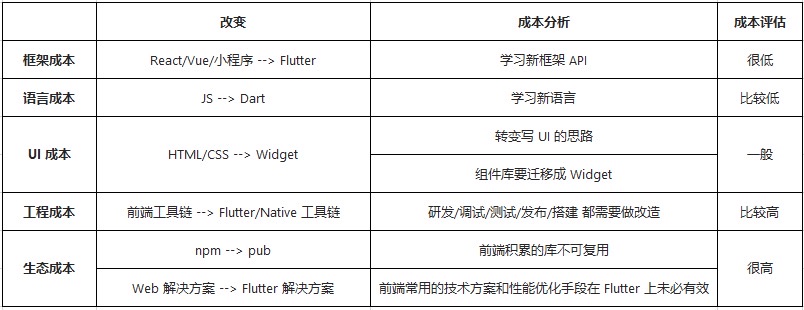 改变 成本分析 成本评估
框架成本 React/Vue/小程序 --> Flutter 学习新框架 API 很低
语言成本 JS --> Dart 学习新语言 比较低
UI 成本 HTML/CSS --> Widget 转变写 UI 的思路 一般
组件库要迁移成 Widget
工程成本 前端工具链 --> Flutter/Native 工具链 研发/调试/测试/发布/搭建 都需要做改造 比较高
生态成本 npm --> pub 前端积累的库不可复用 很高
Web 解决方案 --> Flutter 解决方案 前端常用的技术方案和性能优化手段在 Flutter 上未必有效